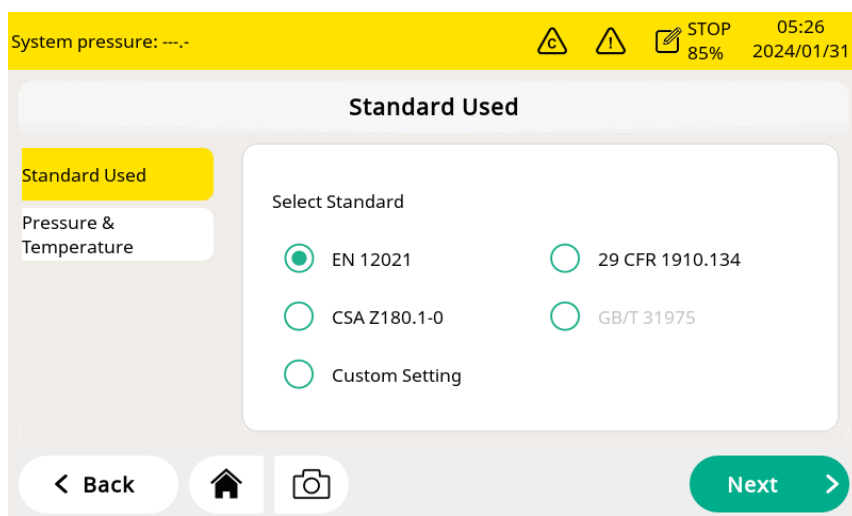 System pressure: ---.-
C
!
STOP
85%
05:26
2024/01/31
Standard Used
Standard Used
Pressure &
Temperature
Select Standard
EN 12021
29 CFR 1910.134
CSA Z180.1-0
GB/T 31975
Custom Setting
Back
Next